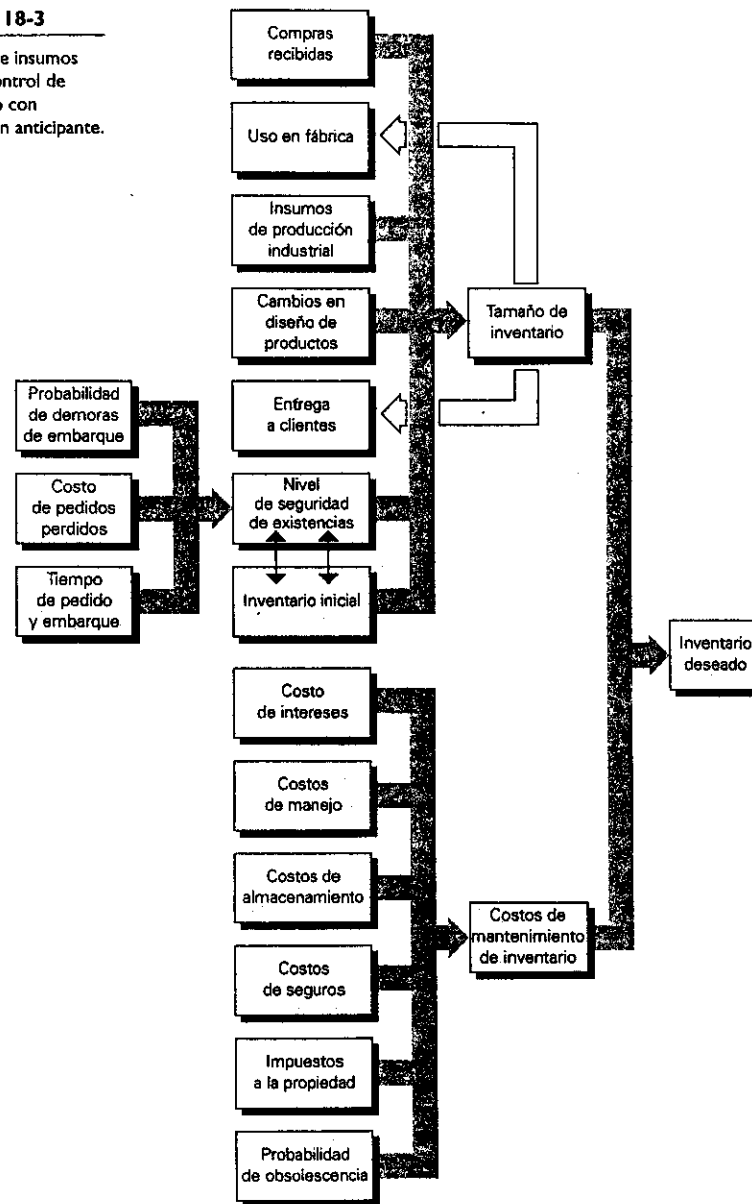 18-3
e insumos
ontrol de
o con
n anticipante.
Compras
recibidas
Uso en fábrica
Insumos
de producción
industrial
Cambios en
diseño de
productos
Tamaño de
inventario
Probabilidad
de demoras
de embarque
Entrega
a clientes
Costo
de pedidos
perdidos
Nivel
de seguridad
de existencias
Tiempo
de pedido
y embarque
Inventario inicial
Inventario
deseado
Costo
de intereses
Costos
de manejo
Costos de
almacenamiento
Costos de
mantenimiento
de inventario
Costos
de seguros
Impuestos
a la propiedad
Probabilidad
de obsolescencia